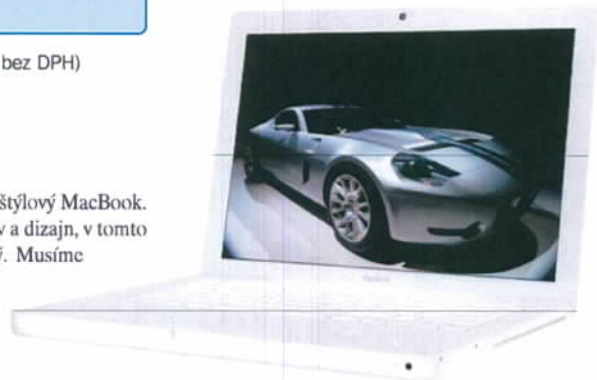 bez DPH)
štýlový MacBook.
v a dizajn, v tomto
ý. Musíme